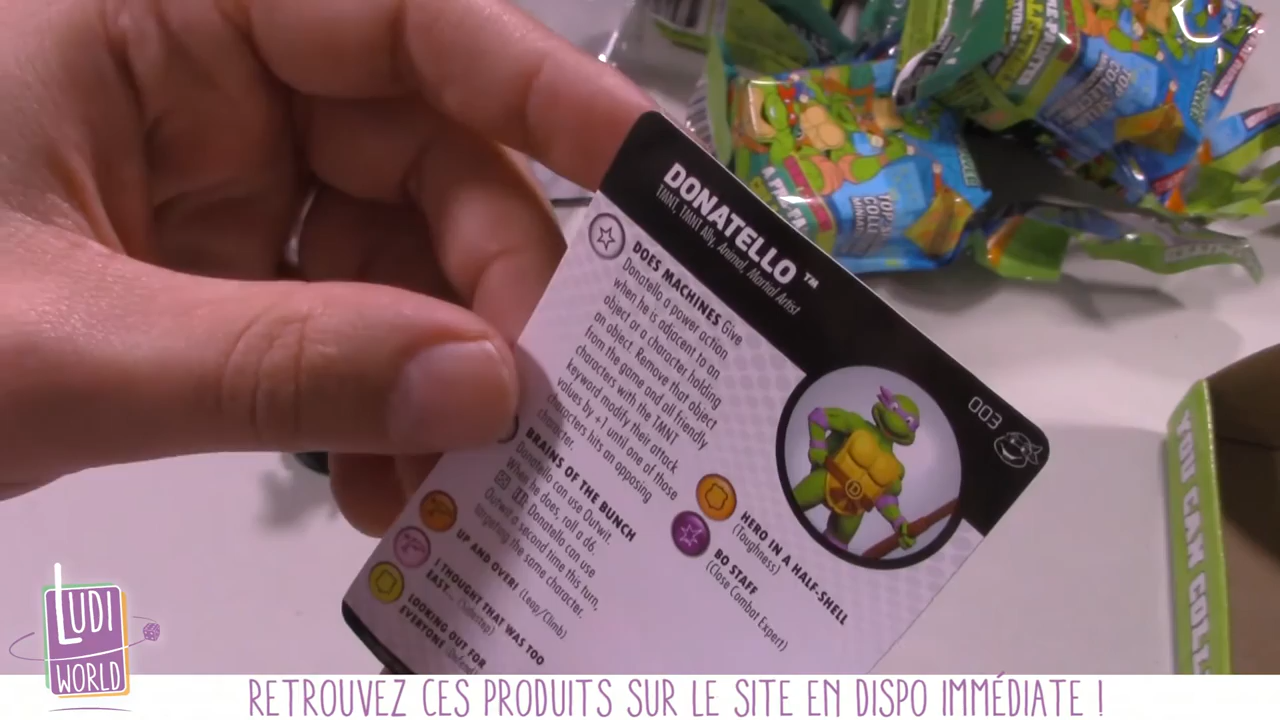 DONATELLO™
TMNT, TMNT Ally, Animal, Martial Artist
003
DOES MACHINES Give
Donatello a power action
when he is adjacent to an
object or a character holding
an object. Remove that object
from the game and all friendly
characters with the TMNT
keyword modify their attack
values by +1 until one of those
characters hits an opposing
character.
BRAINS OF THE BUNCH
Donatello can use Outwit.
When he does, roll a d6.
Donatello can use
Outwit a second time this turn,
targeting the same character.
UP AND OVER! (Leap/Climb)
I THOUGHT THAT WAS TOO
EASY... (Sidestep)
LOOKING OUT FOR
EVERYONE
HERO IN A HALF-SHELL
(Toughness)
BO STAFF
(Close Combat Expert)
D
YOU CAN
LUDI
WORLD
RETROUVEZ CES PRODUITS SUR LE SITE EN DISPO IMMÉDIATE !